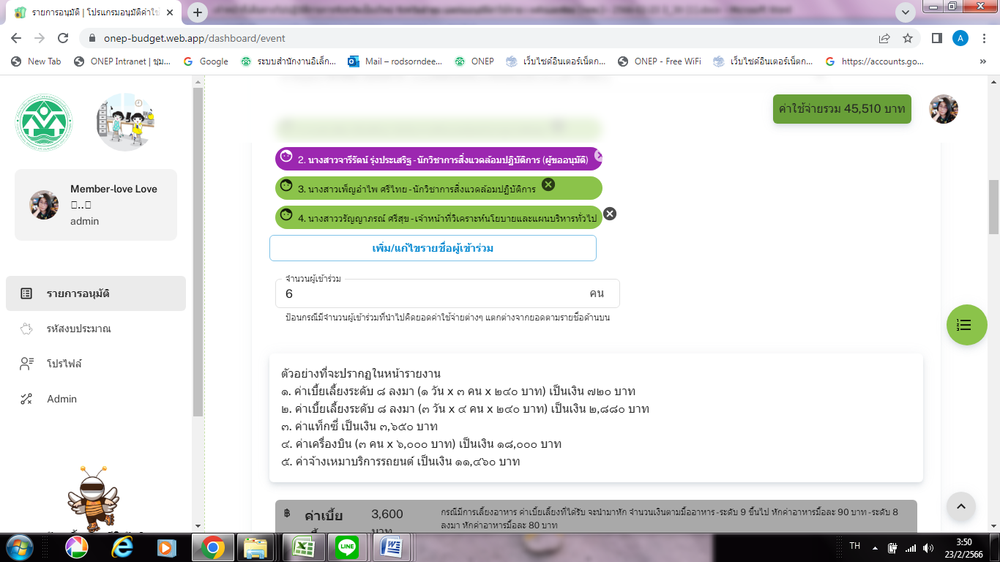 รายการอนุมัติ | โปรแกรมอนุมัติค่าใช้
onep-budget.web.app/dashboard/event
A
New Tab
ONEP Intranet | ชุม...
Google
ระบบสำนักงานอิเล็ก...
Mail – rodsorndee...
ONEP
เว็บไซต์อินเตอร์เน็ตก...
ONEP - Free WiFi
เว็บไซต์อินเตอร์เน็ตก...
https://accounts.go...
ค่าใช้จ่ายรวม 45,510 บาท
Member-love Love
admin
รายการอนุมัติ
รหัสงบประมาณ
โปรไฟล์
Admin
2. นางสาวจารีรัตน์ รุ่งประเสริฐ - นักวิชาการสิ่งแวดล้อมปฏิบัติการ (ผู้ขออนุมัติ)
3. นางสาวเพ็ญอำไพ ศรีไทย - นักวิชาการสิ่งแวดล้อมปฏิบัติการ
4. นางสาววรัญญาภรณ์ ศรีสุข - เจ้าหน้าที่วิเคราะห์นโยบายและแผนบริหารทั่วไป
เพิ่ม/แก้ไขรายชื่อผู้เข้าร่วม
จำนวนผู้เข้าร่วม
6 คน
ป้อนกรณีมีจำนวนผู้เข้าร่วมที่นำไปคิดยอดค่าใช้จ่ายต่างๆ แตกต่างจากยอดตามรายชื่อด้านบน
ตัวอย่างที่จะปรากฏในหน้ารายงาน
๑. ค่าเบี้ยเลี้ยงระดับ ๘ ลงมา (๑ วัน x ๓ คน x ๒๔๐ บาท) เป็นเงิน ๗๒๐ บาท
๒. ค่าเบี้ยเลี้ยงระดับ ๘ ลงมา (๓ วัน x ๔ คน x ๒๔๐ บาท) เป็นเงิน ๒,๘๘๐ บาท
๓. ค่าแท็กซี่ เป็นเงิน ๓,๖๕๐ บาท
๔. ค่าเครื่องบิน (๓ คน x ๖,๐๐๐ บาท) เป็นเงิน ๑๘,๐๐๐ บาท
๕. ค่าจ้างเหมาบริการรถยนต์ เป็นเงิน ๑๑,๔๖๐ บาท
฿ ค่าเบี้ย 3,600
กรณีมีการเลี้ยงอาหาร ค่าเบี้ยเลี้ยงที่ได้รับ จะนำมาหัก จำนวนเงินตามมื้ออาหาร -ระดับ 9 ขึ้นไป หักค่าอาหารมื้อละ 90 บาท -ระดับ 8
ลงมา หักค่าอาหารมื้อละ 80 บาท
TH
3:50
23/2/2566